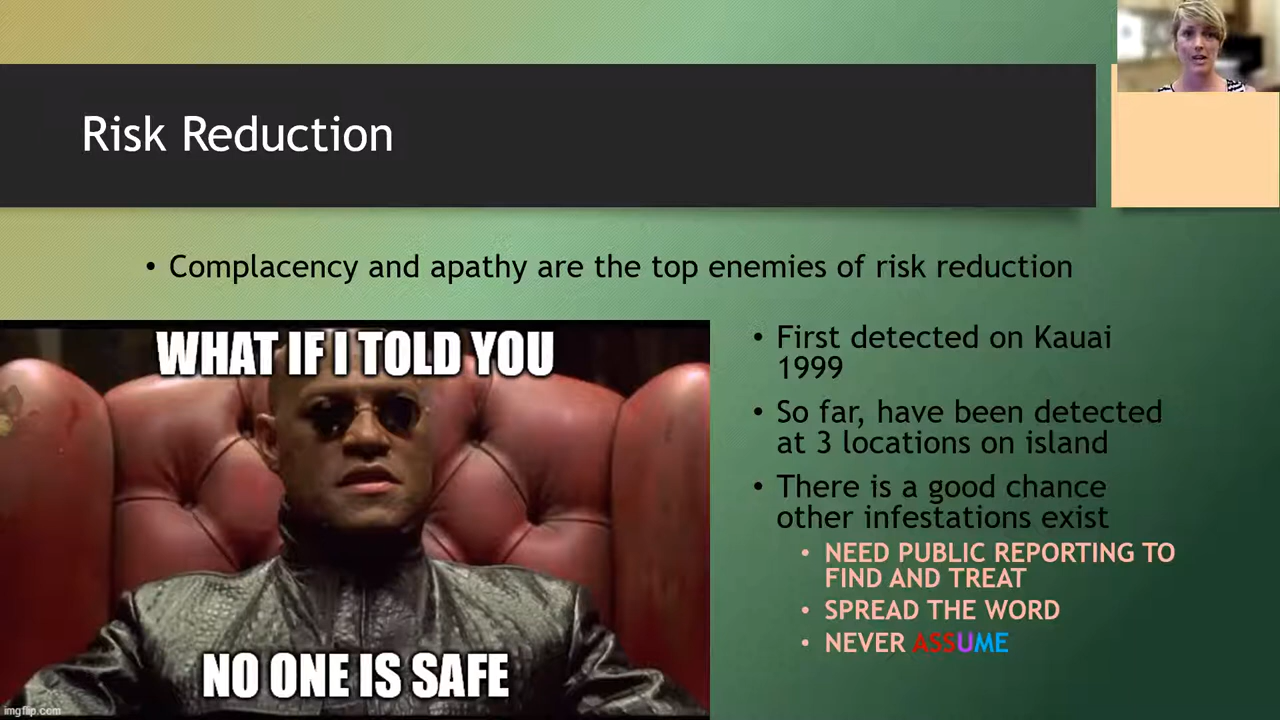 Risk Reduction
• Complacency and apathy are the top enemies of risk reduction
WHAT IF I TOLD YOU
NO ONE IS SAFE
imgflip.com
• First detected on Kauai
1999
• So far, have been detected
at 3 locations on island
• There is a good chance
other infestations exist
• NEED PUBLIC REPORTING TO
FIND AND TREAT
• SPREAD THE WORD
• NEVER ASSUME